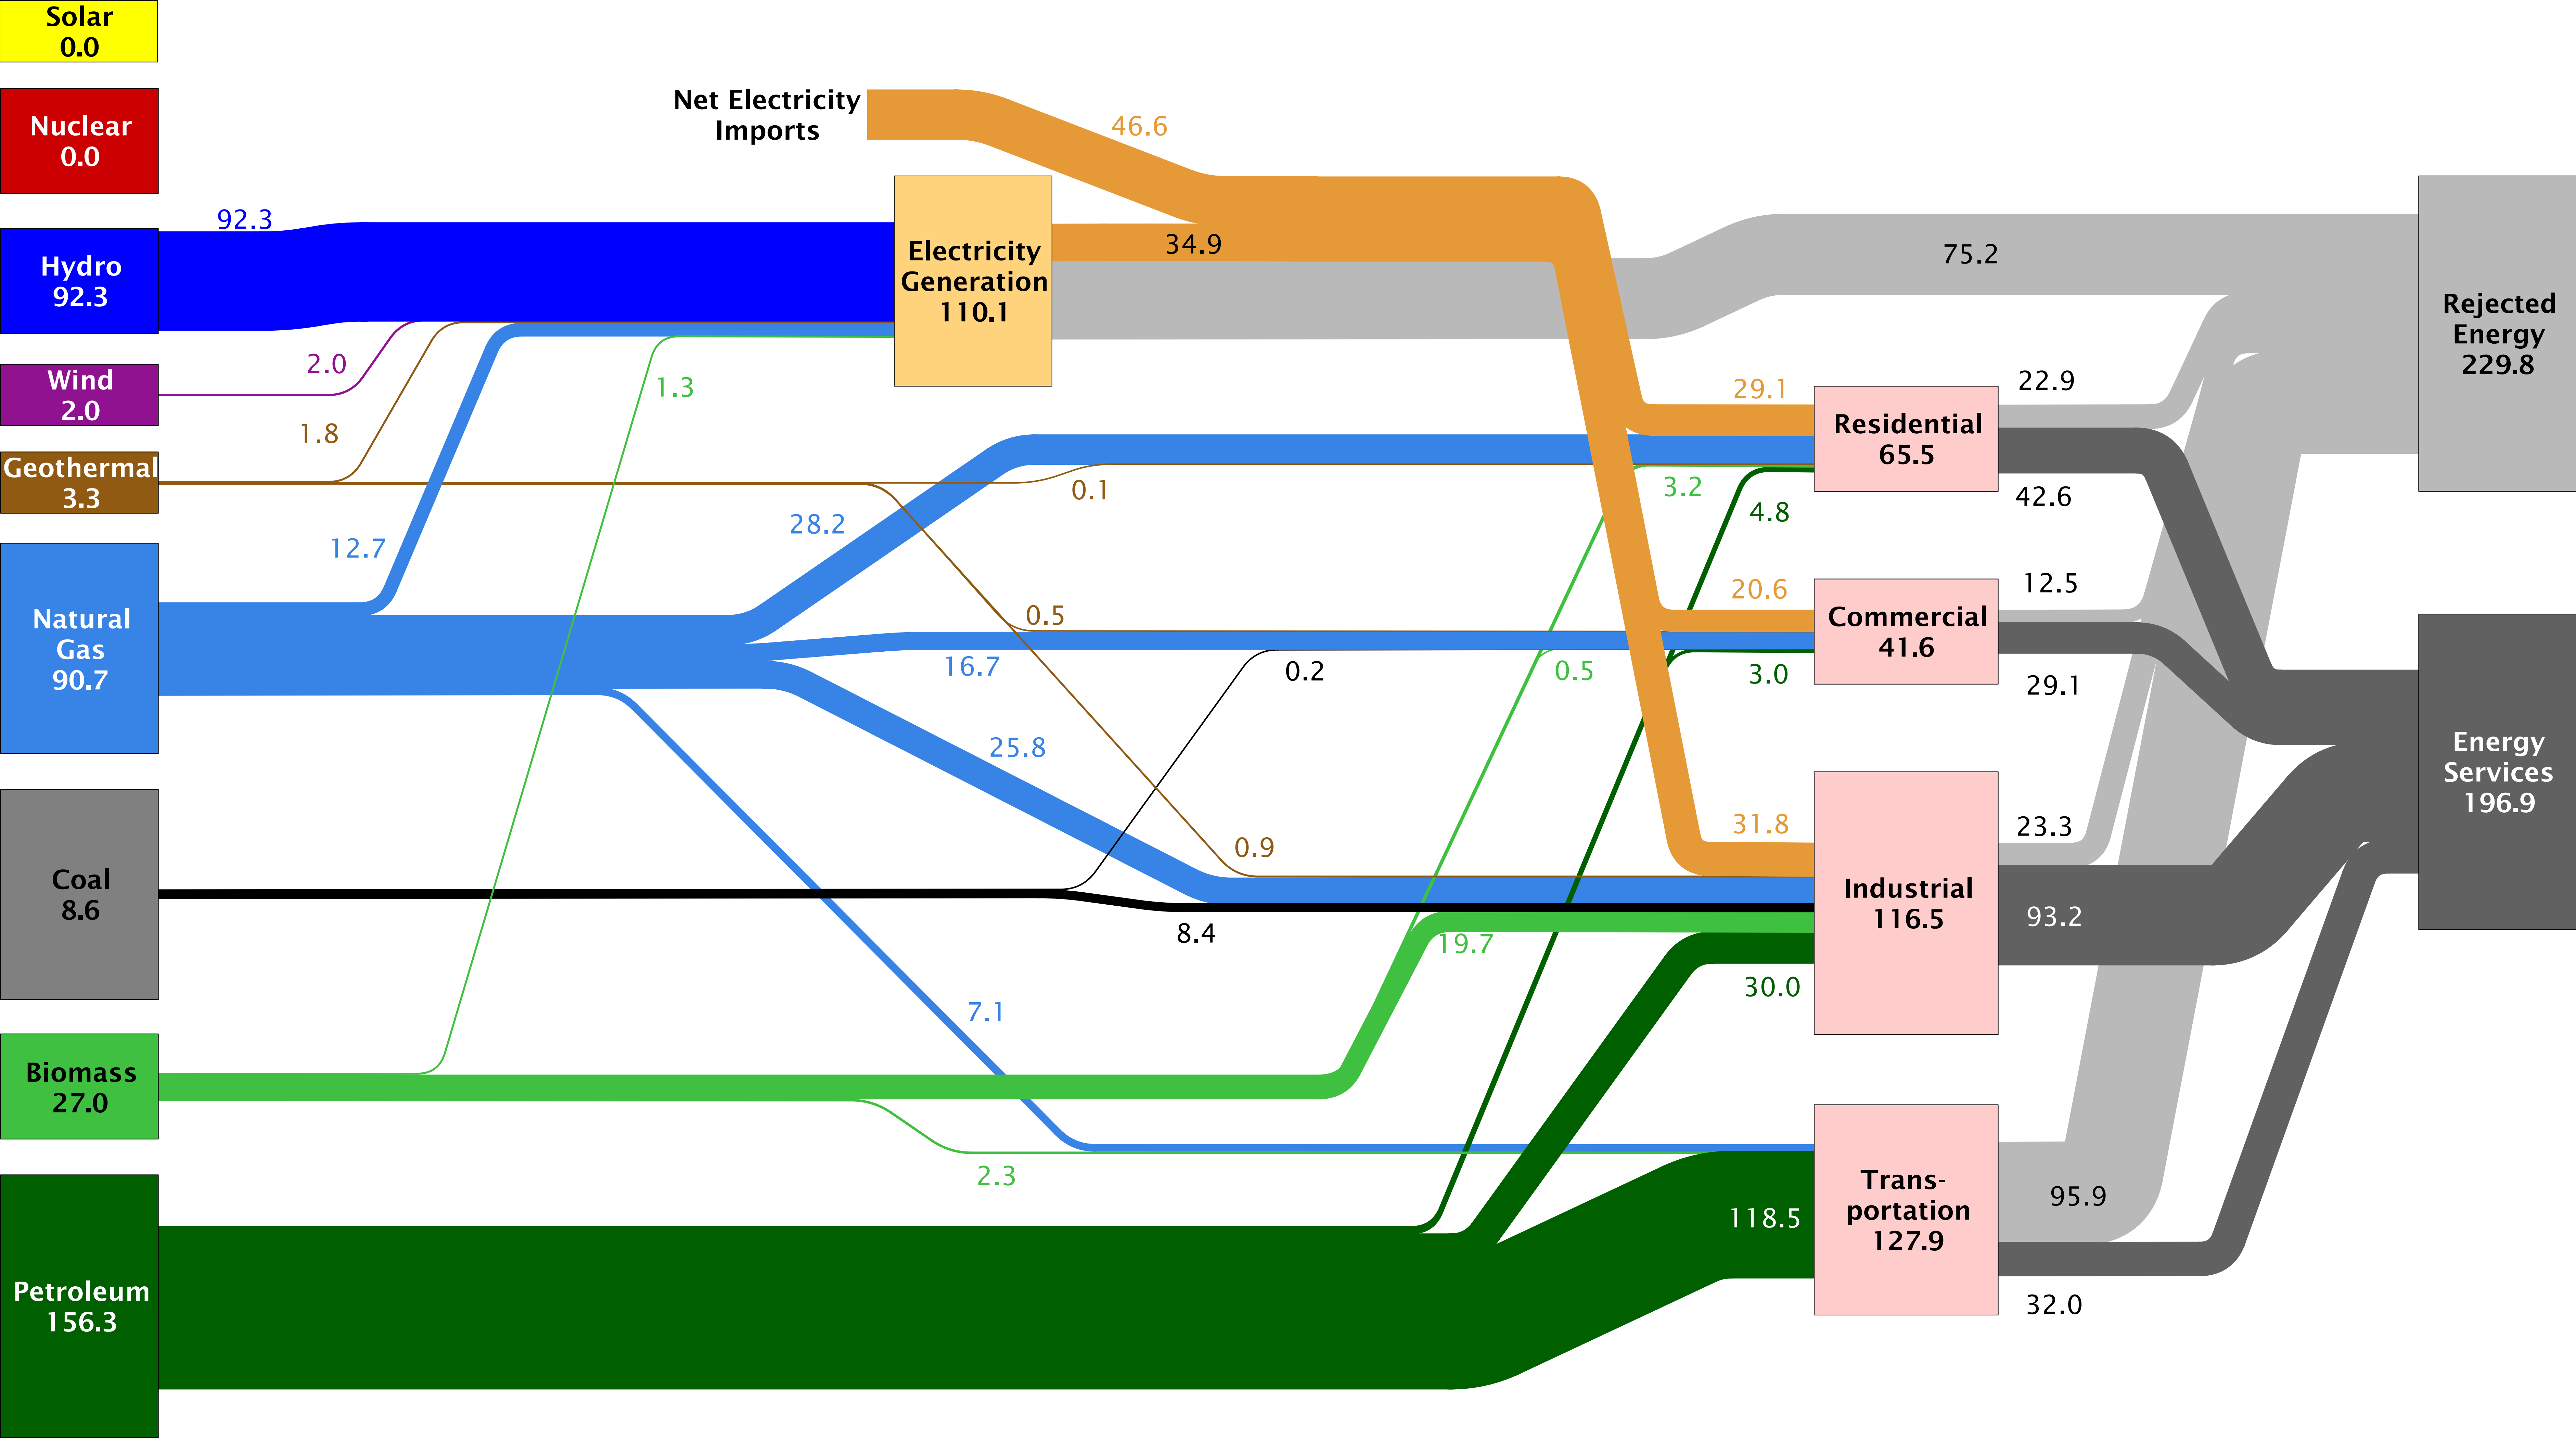 Solar
0.0
Nuclear
0.0
Net Electricity
Imports
46.6
92.3
Hydro
92.3
Electricity
Generation
110.1
34.9
75.2
Rejected
Energy
229.8
Wind
2.0
2.0
1.3
29.1
Residential
65.5
22.9
42.6
Geothermal
3.3
1.8
0.1
3.2
4.8
12.7
28.2
Natural
Gas
90.7
0.5
16.7
0.2
0.5
20.6
3.0
Commercial
41.6
12.5
29.1
25.8
Energy
Services
196.9
Coal
8.6
0.9
8.4
31.8
19.7
30.0
Industrial
116.5
23.3
93.2
7.1
Biomass
27.0
2.3
Trans-
portation
127.9
118.5
95.9
32.0
Petroleum
156.3